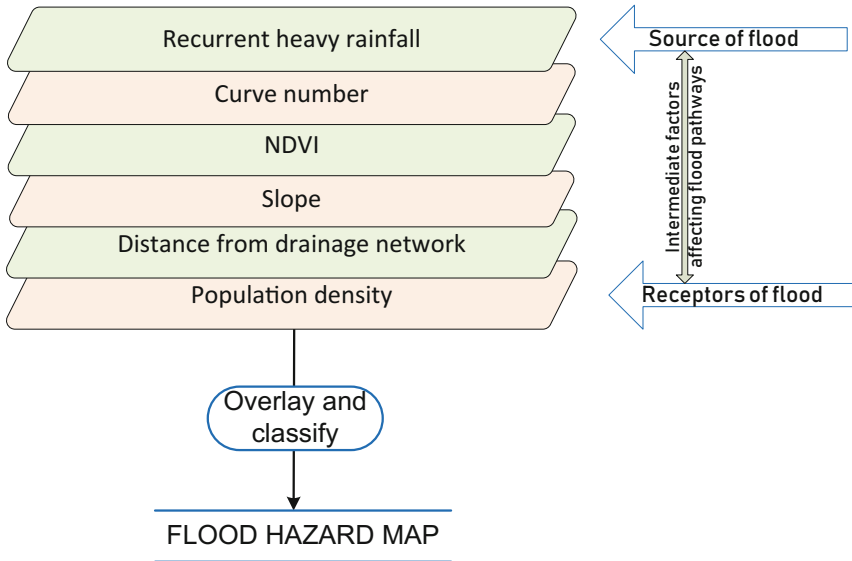 Recurrent heavy rainfall
Curve number
NDVI
Slope
Distance from drainage network
Population density
Source of flood
Intermediate factors
affecting flood pathways
Receptors of flood
Overlay and
classify
FLOOD HAZARD MAP